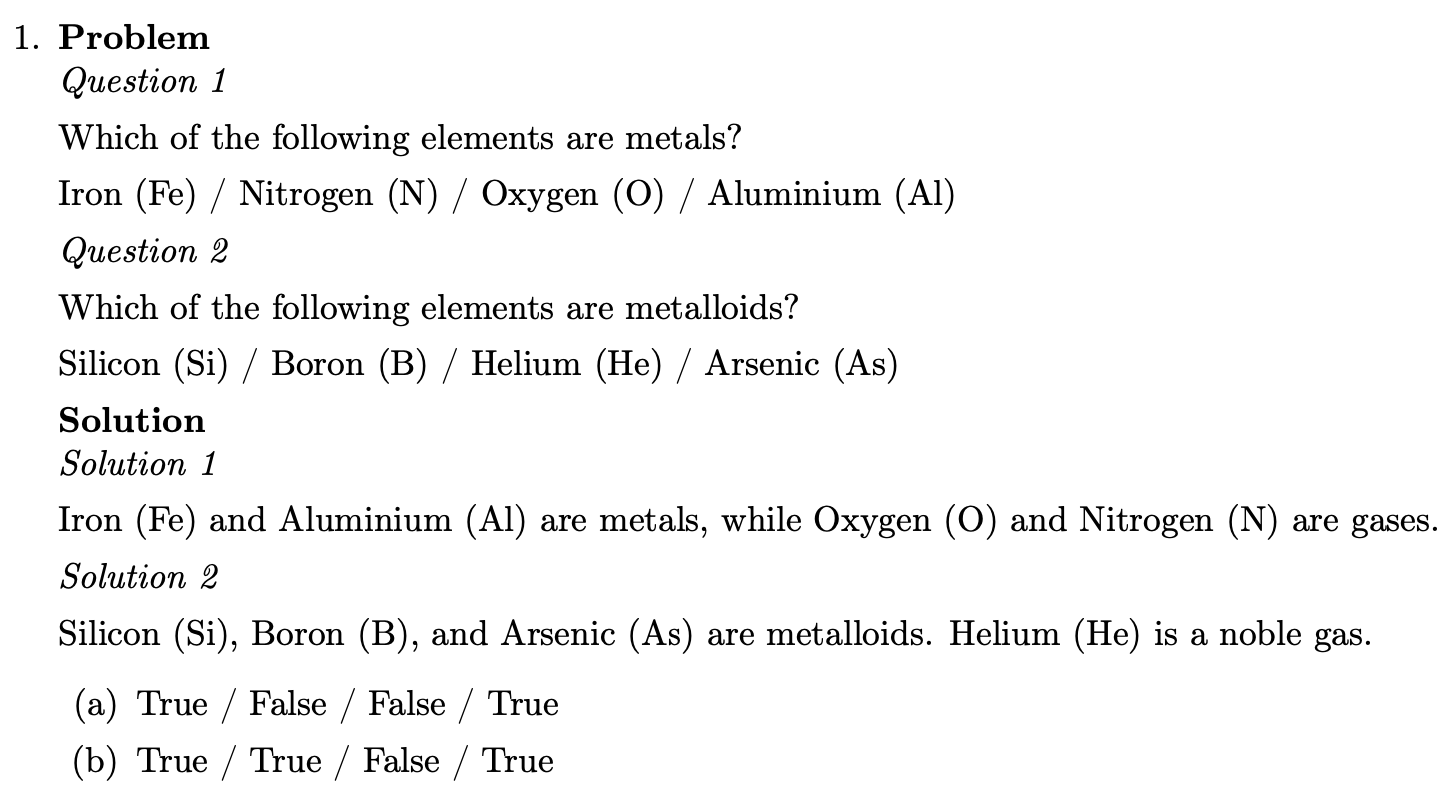 1. Problem
Question 1
Which of the following elements are metals?
Iron (Fe) / Nitrogen (N) / Oxygen (O) / Aluminium (Al)
Question 2
Which of the following elements are metalloids?
Silicon (Si) / Boron (B) / Helium (He) / Arsenic (As)
Solution
Solution 1
Iron (Fe) and Aluminium (Al) are metals, while Oxygen (O) and Nitrogen (N) are gases.
Solution 2
Silicon (Si), Boron (B), and Arsenic (As) are metalloids. Helium (He) is a noble gas.
(a) True / False / False / True
(b) True / True / False / True